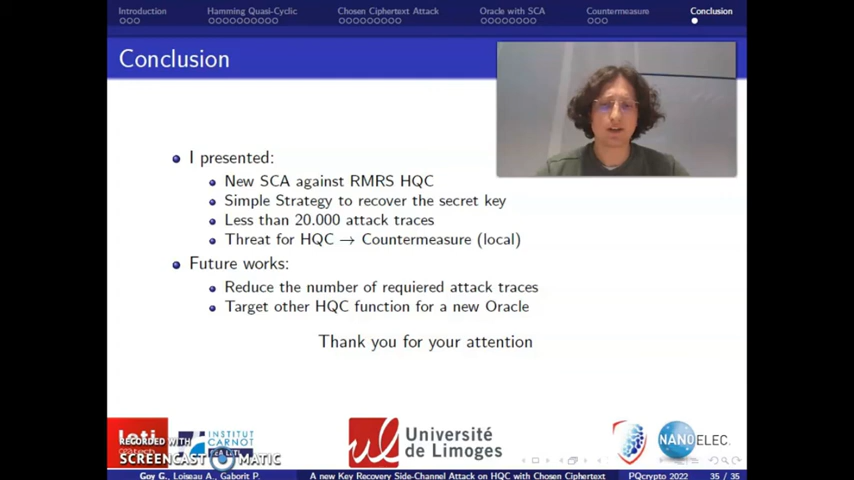 Introduction
Hamming Quasi-Cyclic
Chosen Ciphertext Attack
Oracle with SCA
Countermeasure
Conclusion
Conclusion
I presented:
New SCA against RMRS HQC
Simple Strategy to recover the secret key
Less than 20.000 attack traces
Threat for HQC → Countermeasure (local)
Future works:
Reduce the number of requiered attack traces
Target other HQC function for a new Oracle
Thank you for your attention
leti
INSTITUT
CARNOT
RECORDED WITH
SCREENCAST MATIC
ul
Université
de Limoges
NANOELEC
Goy G., Loiseau A., Gaborit P.
A new Key Recovery Side-Channel Attack on HQC with Chosen Ciphertext
PQcrypto 2022
35 / 35